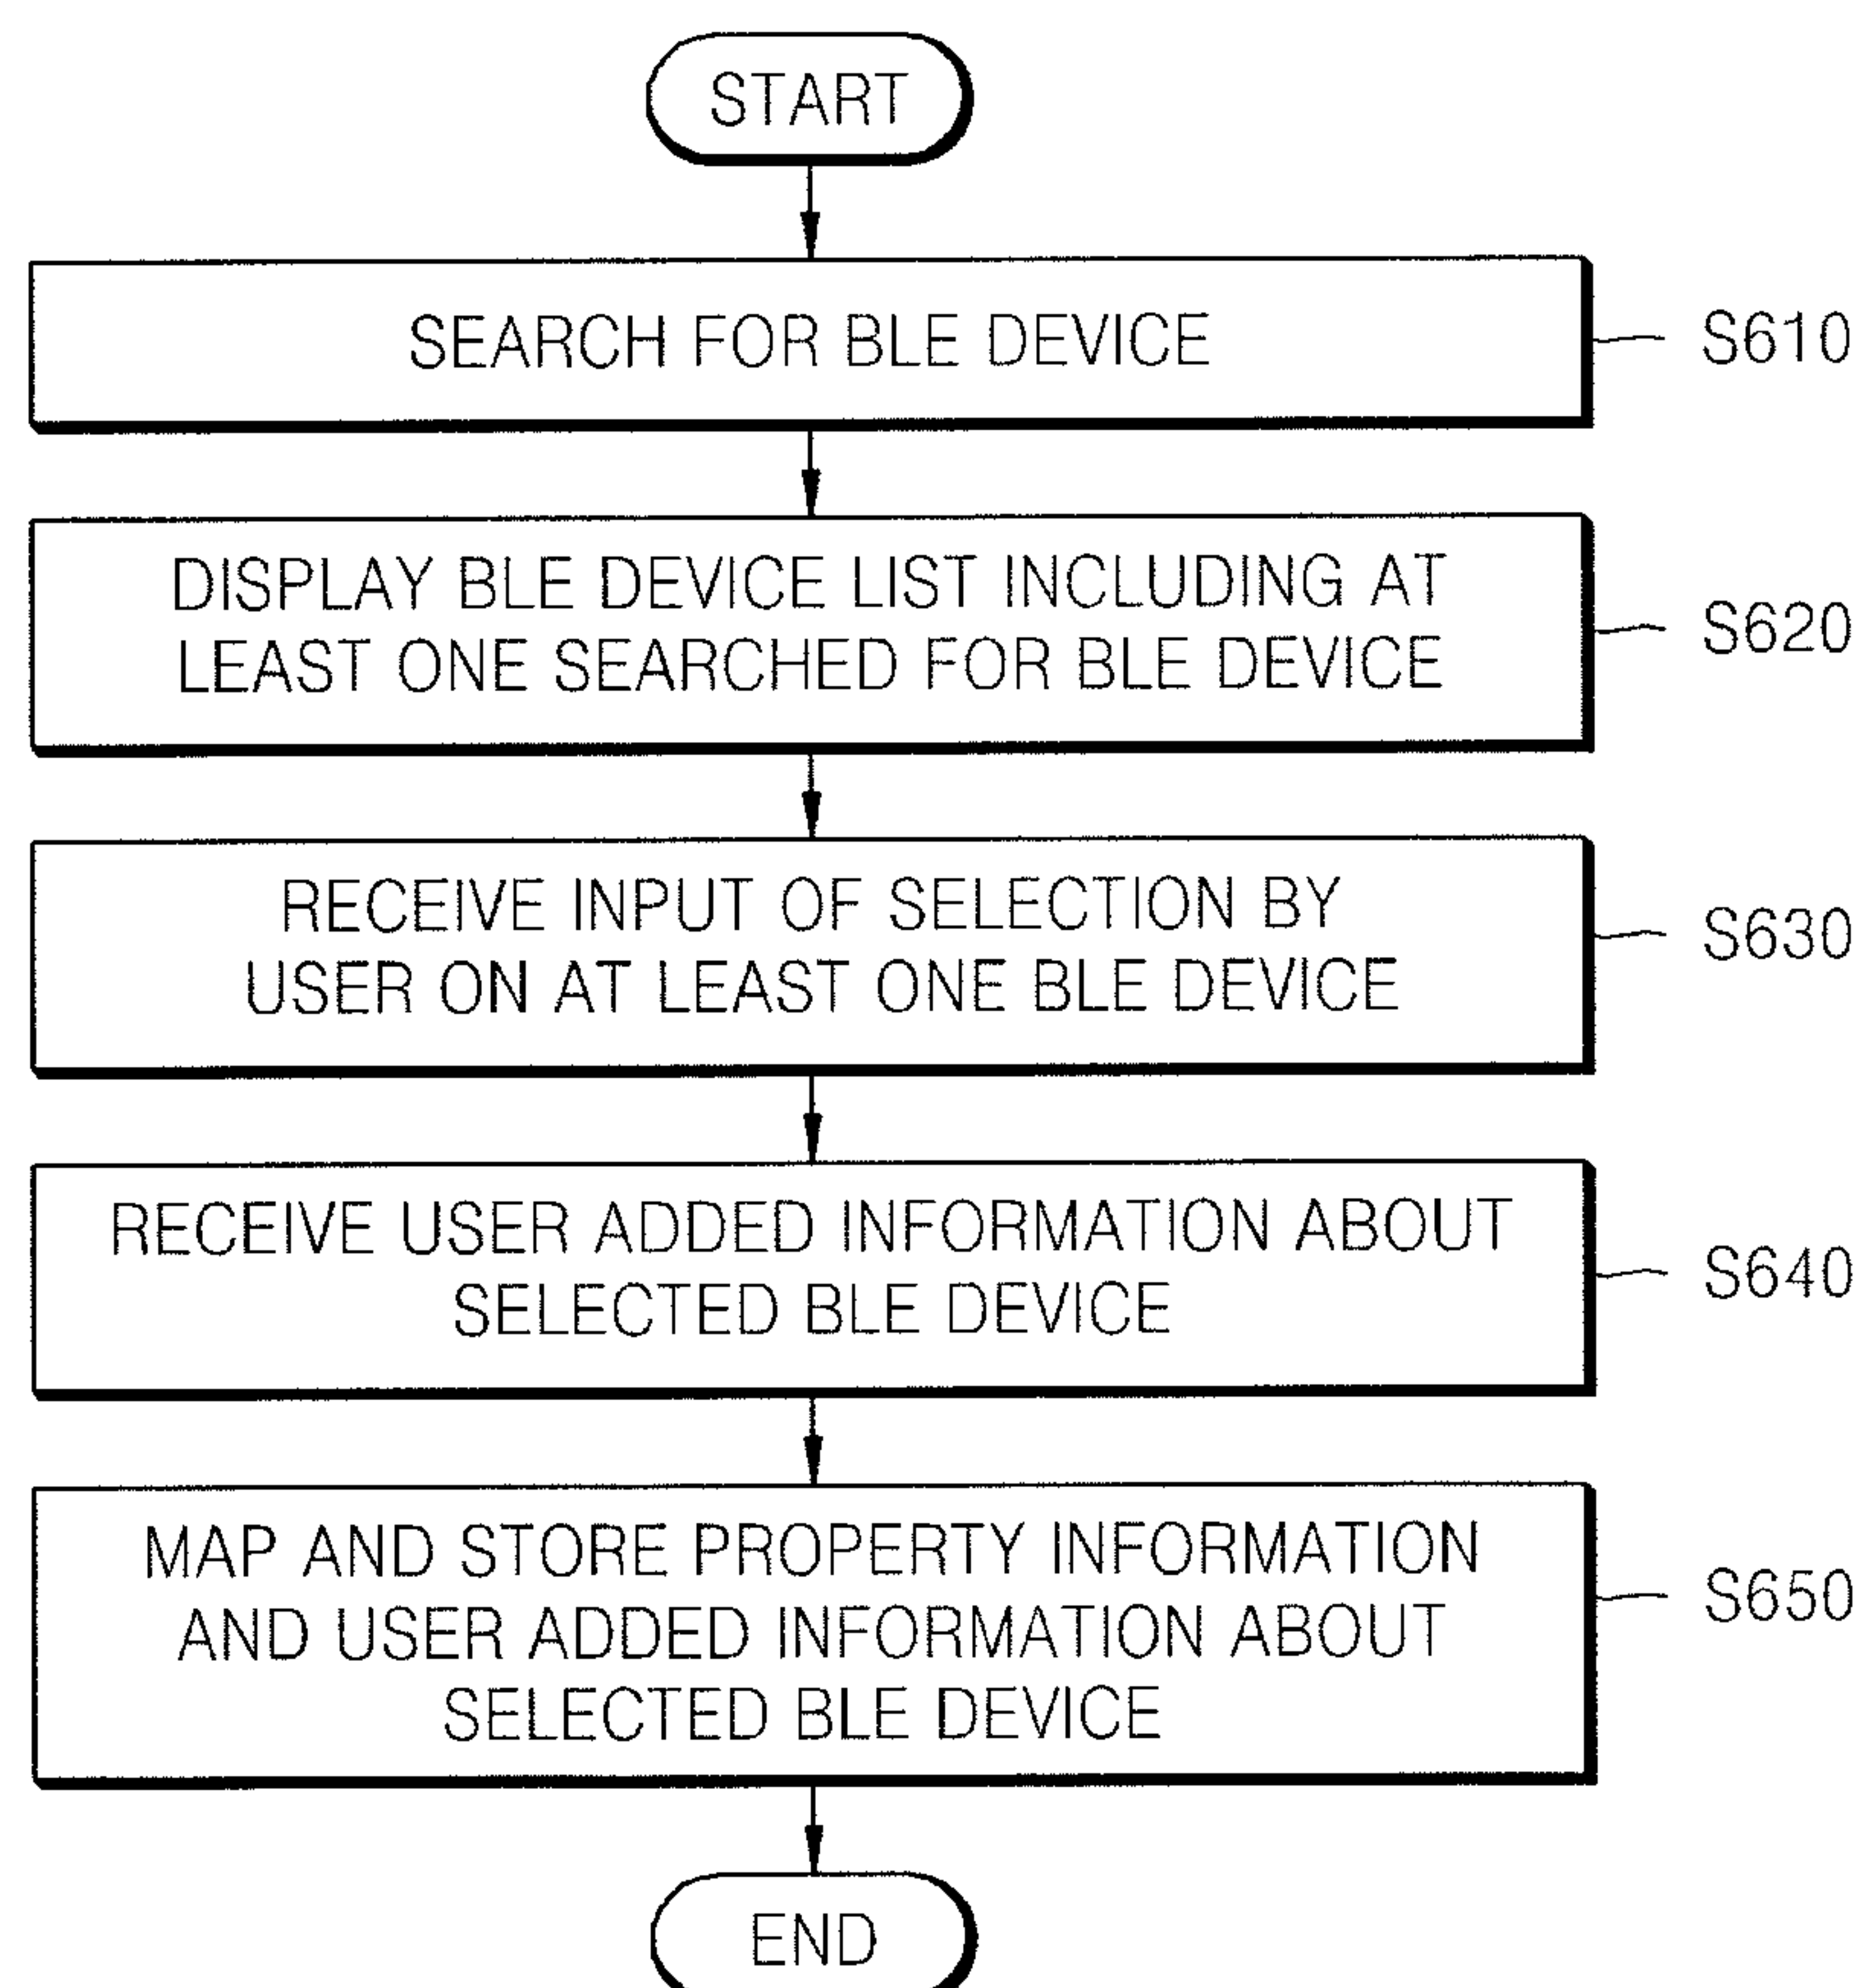 START
SEARCH FOR BLE DEVICE
S610
DISPLAY BLE DEVICE LIST INCLUDING AT
LEAST ONE SEARCHED FOR BLE DEVICE
S620
RECEIVE INPUT OF SELECTION BY
USER ON AT LEAST ONE BLE DEVICE
S630
RECEIVE USER ADDED INFORMATION ABOUT
SELECTED BLE DEVICE
S640
MAP AND STORE PROPERTY INFORMATION
AND USER ADDED INFORMATION ABOUT
SELECTED BLE DEVICE
S650
END